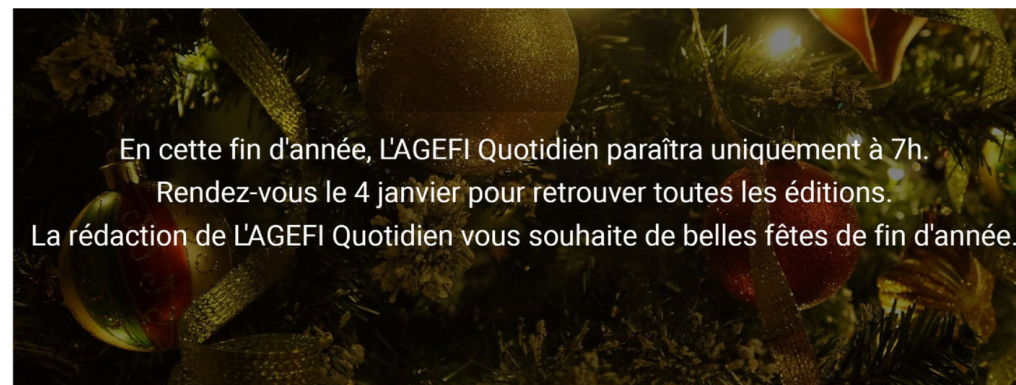 En cette fin d'année, L'AGEFI Quotidien paraîtra uniquement à 7h.
Rendez-vous le 4 janvier pour retrouver toutes les éditions.
La rédaction de L'AGEFI Quotidien vous souhaite de belles fêtes de fin d'année.